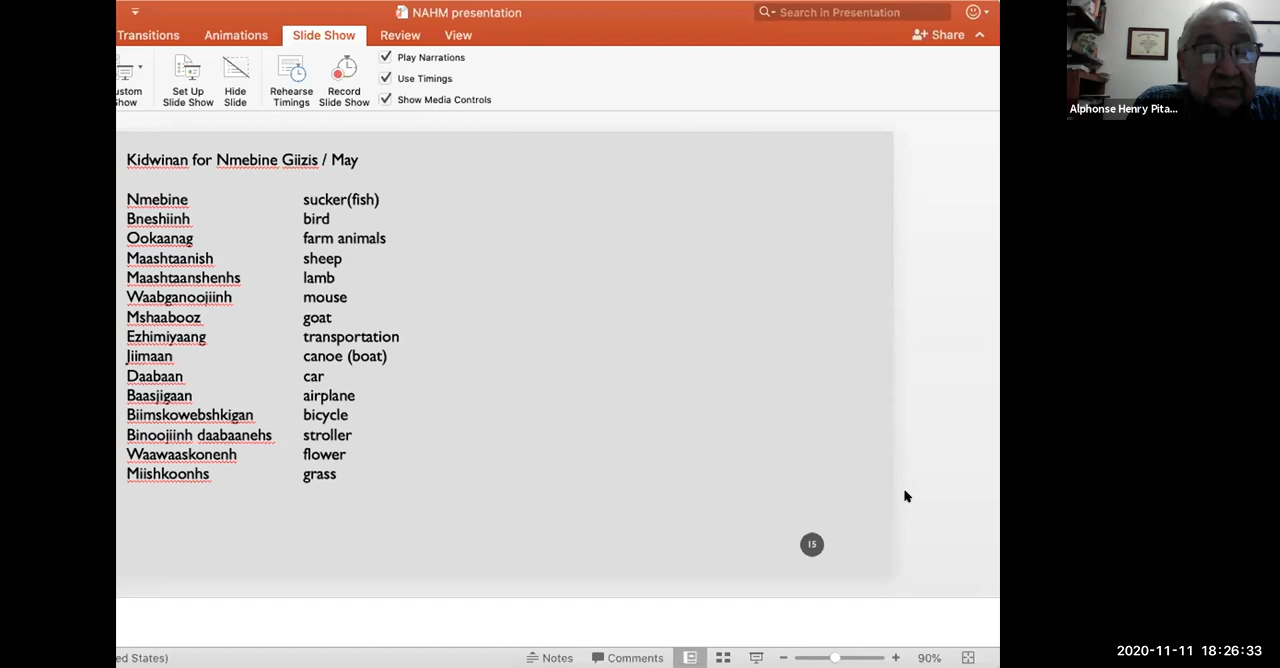 NAHM presentation
Search in Presentation
Transitions Animations Slide Show Review View Share
ustom Show
Set Up Slide Show
Hide Slide
Rehearse Timings
Record Slide Show
Play Narrations
Use Timings
Show Media Controls
Alphonse Henry Pita...
Kidwinan for Nmebine Giizis / May
Nmebine sucker(fish)
Bneshiinh bird
Ookaanag farm animals
Maashtaanish sheep
Maashtaanshenhs lamb
Waabganoojiinh mouse
Mshaabooz goat
Ezhimiyaang transportation
Jiimaan canoe (boat)
Daabaan car
Baasjigaan airplane
Biimskowebshkigan bicycle
Binoojiinh daabaanehs stroller
Waawaaskonenh flower
Miishkoonhs grass
15
2020-11-11 18:26:33
ed States) Notes Comments 90%